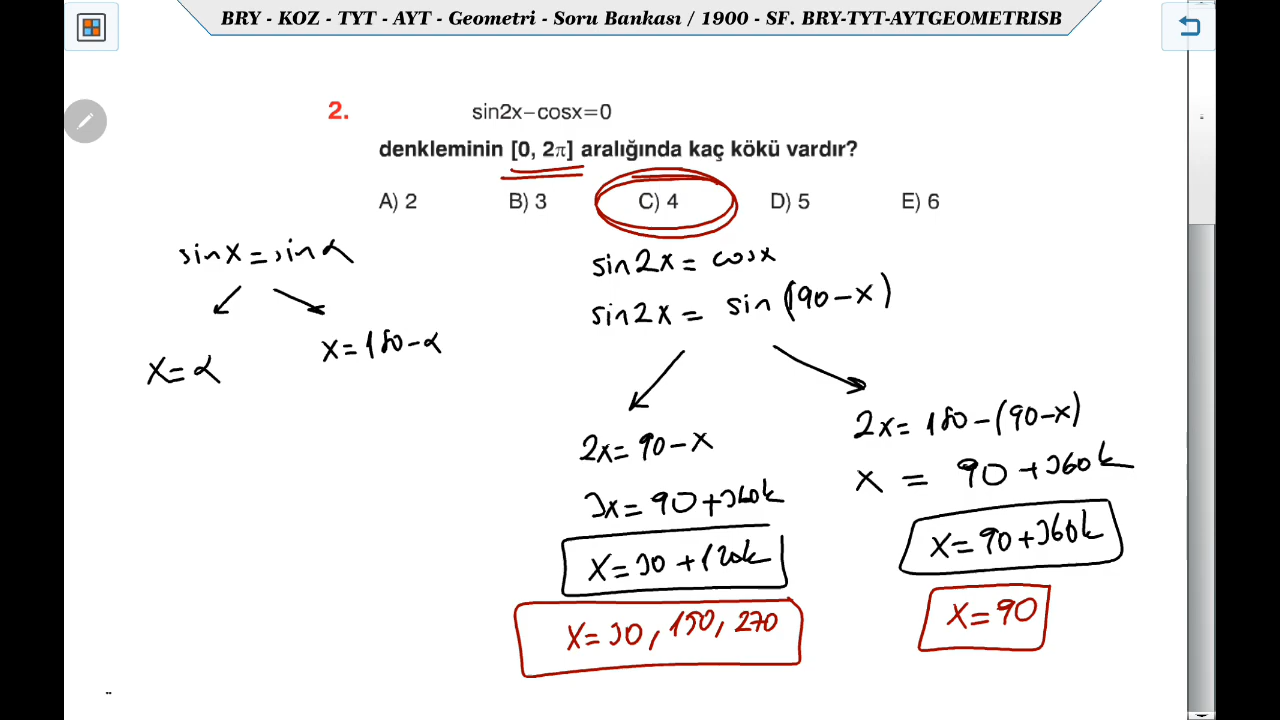 BRY - KOZ - TYT - AYT - Geometri - Soru Bankası / 1900 - SF. BRY-TYT-AYTGEOMETRISB
2. sin2x-cosx=0
denkleminin [0, 2π] aralığında kaç kökü vardır?
A) 2 B) 3 C) 4 D) 5 E) 6
sinx = sinα
x = α
x = 180 - α
sin2x = cosx
sin2x = sin(90-x)
2x = 90 - x
3x = 90 + 360k
x = 30 + 120k
x = 30, 150, 270
2x = 180 - (90-x)
x = 90 + 360k
x = 90 + 360k
x = 90